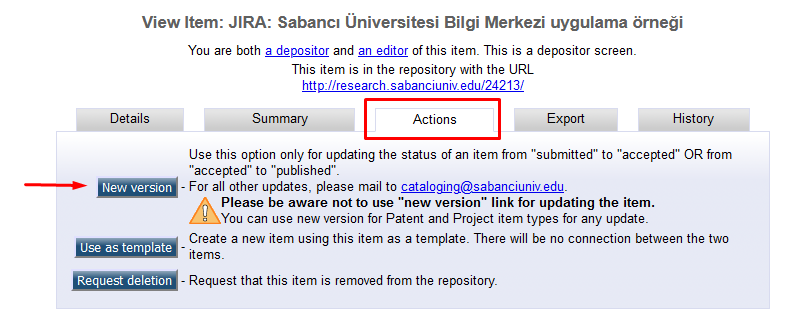 View Item: JIRA: Sabancı Üniversitesi Bilgi Merkezi uygulama örneği
You are both a depositor and an editor of this item. This is a depositor screen.
This item is in the repository with the URL
http://research.sabanciuniv.edu/24213/
Details Summary Actions Export History
Use this option only for updating the status of an item from "submitted" to "accepted" OR from
"accepted" to "published".
New version - For all other updates, please mail to cataloging@sabanciuniv.edu.
Please be aware not to use "new version" link for updating the item.
You can use new version for Patent and Project item types for any update.
Use as template - Create a new item using this item as a template. There will be no connection between the two
items.
Request deletion - Request that this item is removed from the repository.